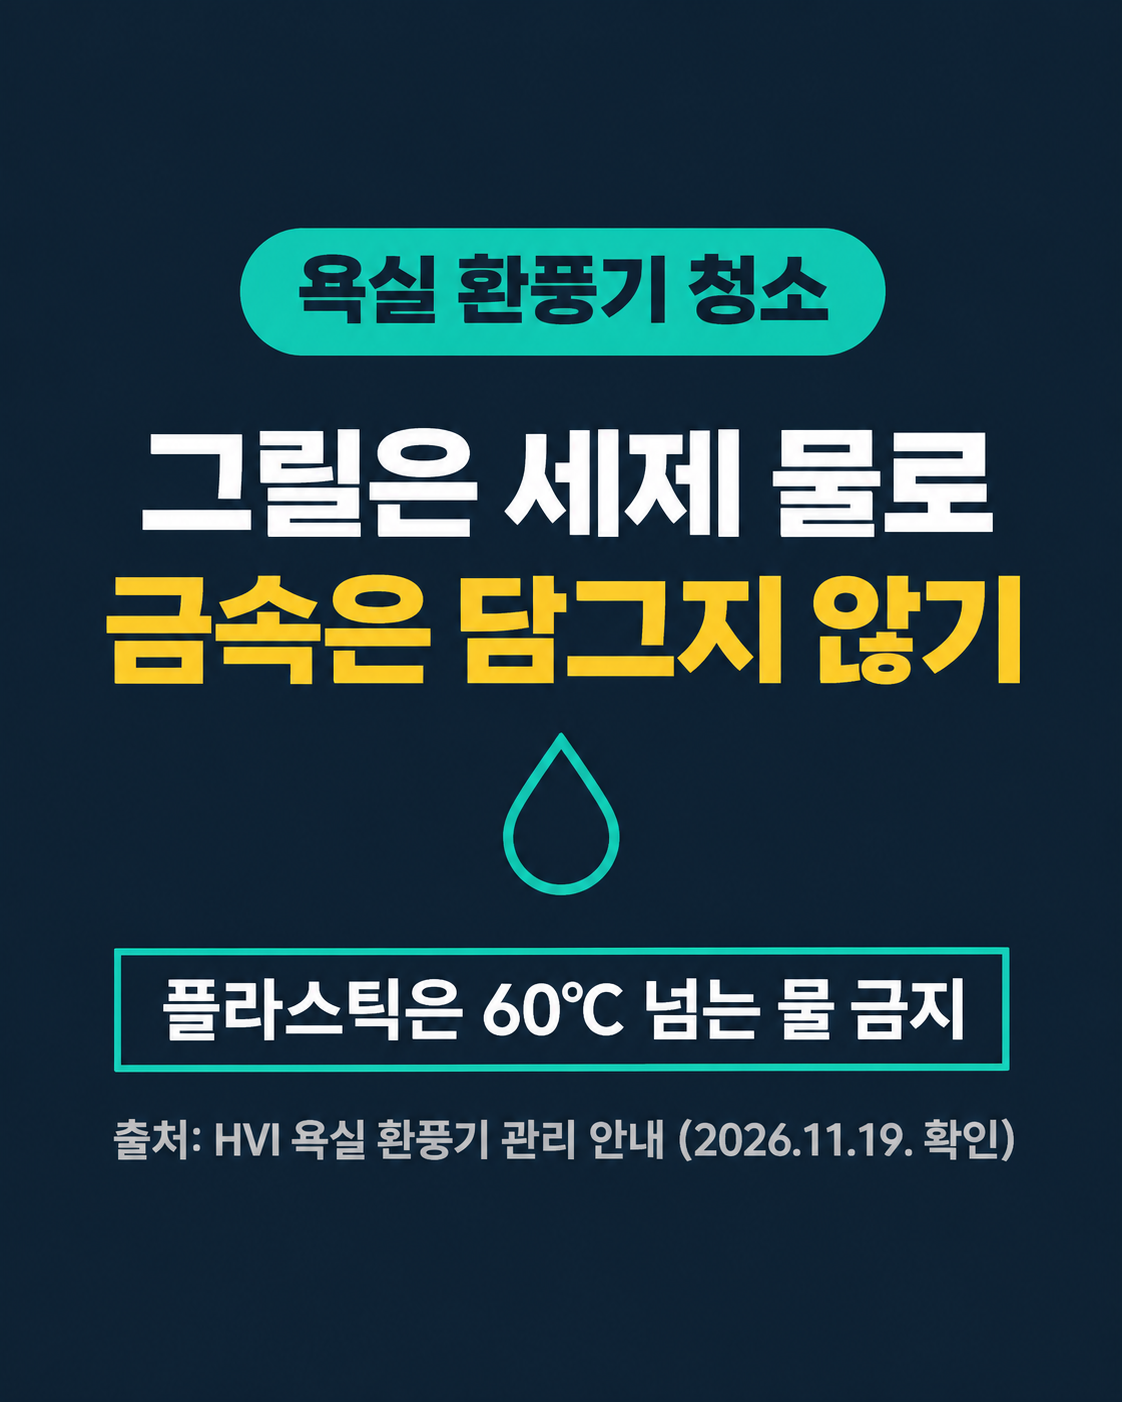 욕실 환풍기 청소
그릴은 세제 물로
금속은 담그지 않기
플라스틱은 60℃ 넘는 물 금지
출처: HVI 욕실 환풍기 관리 안내 (2026.11.19. 확인)